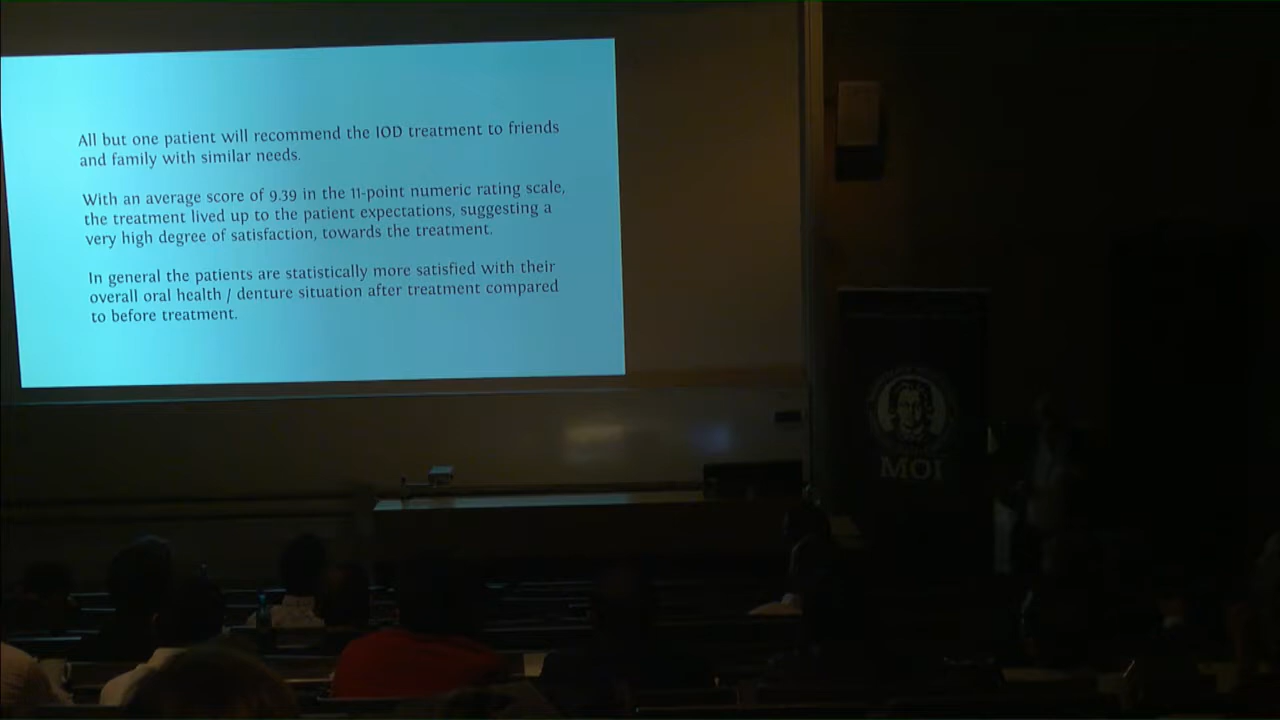 All but one patient will recommend the IOD treatment to friends
and family with similar needs.
With an average score of 9.39 in the 11-point numeric rating scale,
the treatment lived up to the patient expectations, suggesting a
very high degree of satisfaction, towards the treatment.
In general the patients are statistically more satisfied with their
overall oral health / denture situation after treatment compared
to before treatment.
MOI